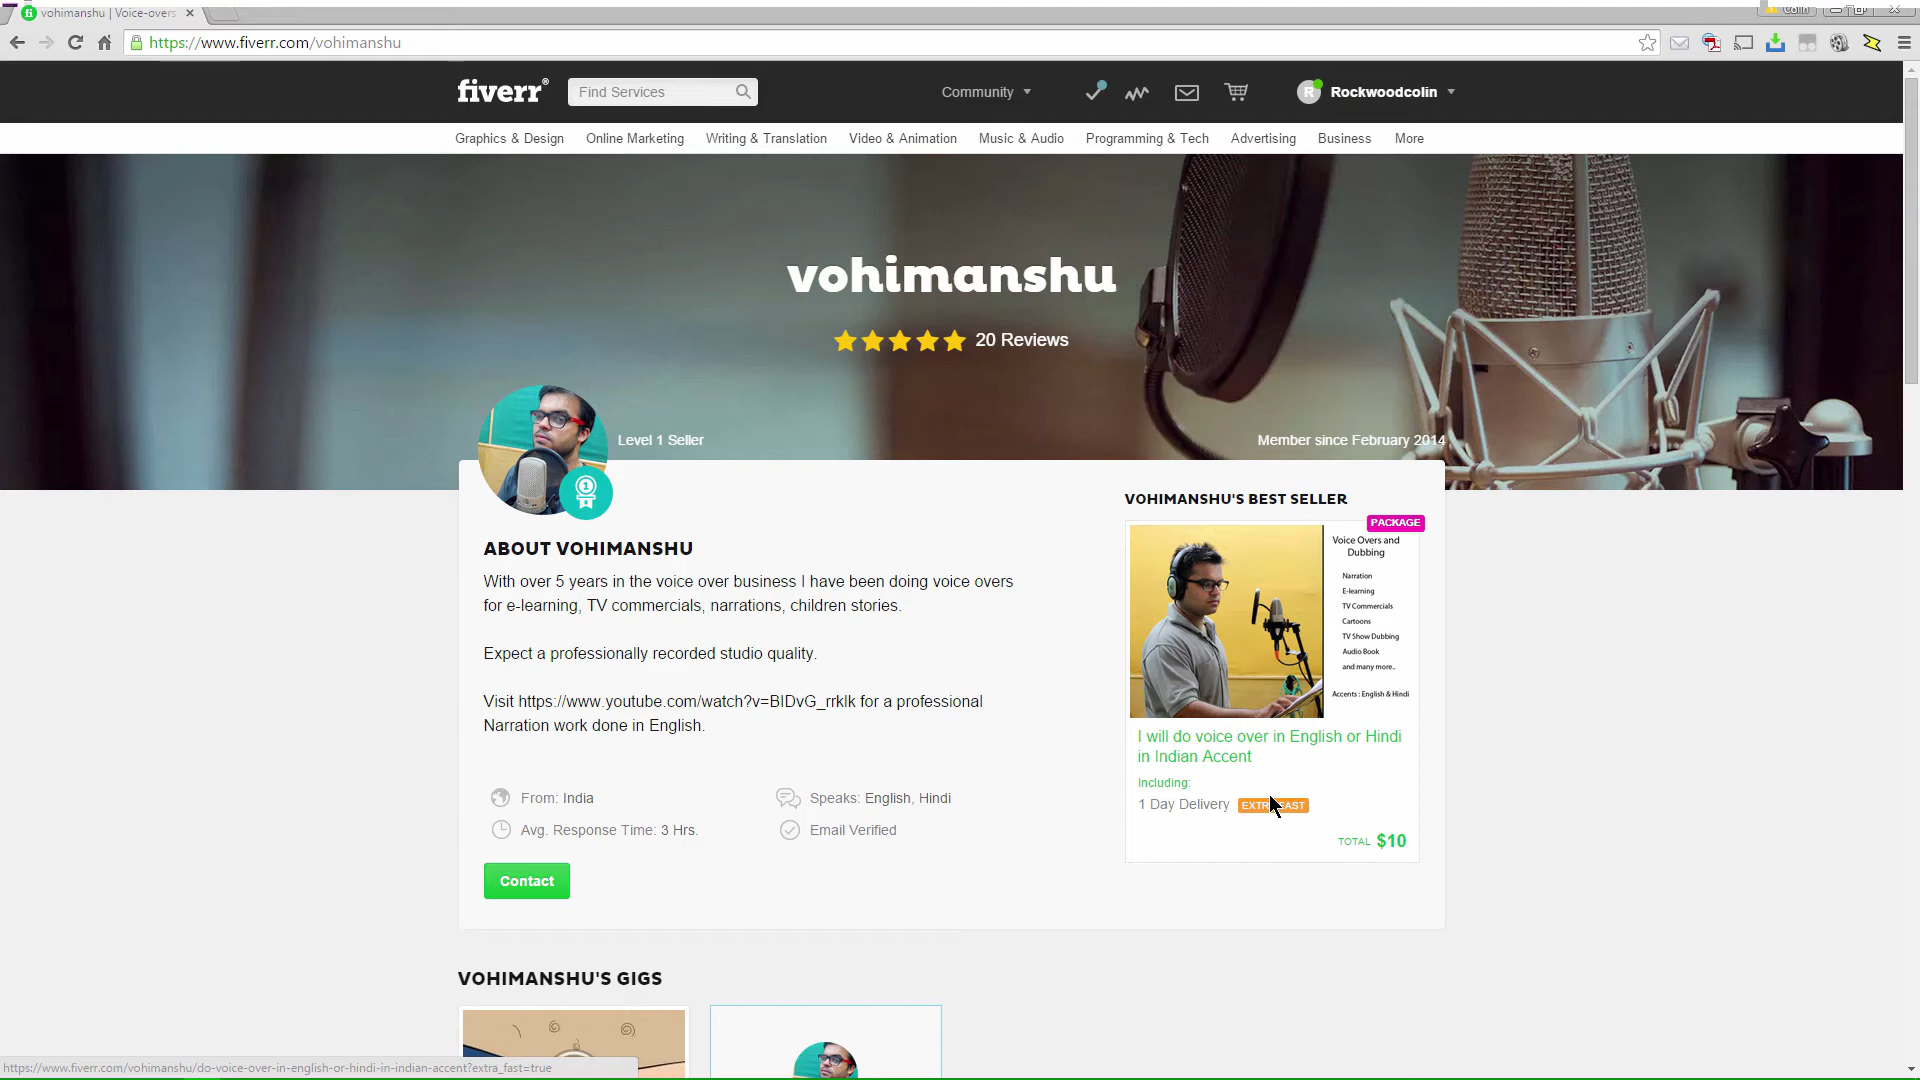 vohimanshu | Voice-overs
Colin
https://www.fiverr.com/vohimanshu
fiverr®
Find Services
Community
R
Rockwoodcolin
Graphics & Design
Online Marketing
Writing & Translation
Video & Animation
Music & Audio
Programming & Tech
Advertising
Business
More
vohimanshu
20 Reviews
Level 1 Seller
Member since February 2014
1
ABOUT VOHIMANSHU
With over 5 years in the voice over business I have been doing voice overs
for e-learning, TV commercials, narrations, children stories.
Expect a professionally recorded studio quality.
Visit https://www.youtube.com/watch?v=BIDvG_rrkIk for a professional
Narration work done in English.
From: India
Speaks: English, Hindi
Avg. Response Time: 3 Hrs.
Email Verified
Contact
VOHIMANSHU'S BEST SELLER
PACKAGE
Voice Overs and
Dubbing
Narration
E-learning
TV Commercials
Cartoons
TV Show Dubbing
Audio Book
and many more..
Accents : English & Hindi
I will do voice over in English or Hindi
in Indian Accent
Including:
1 Day Delivery
EXTRA FAST
TOTAL $10
VOHIMANSHU'S GIGS
https://www.fiverr.com/vohimanshu/do-voice-over-in-english-or-hindi-in-indian-accent?extra_fast=true